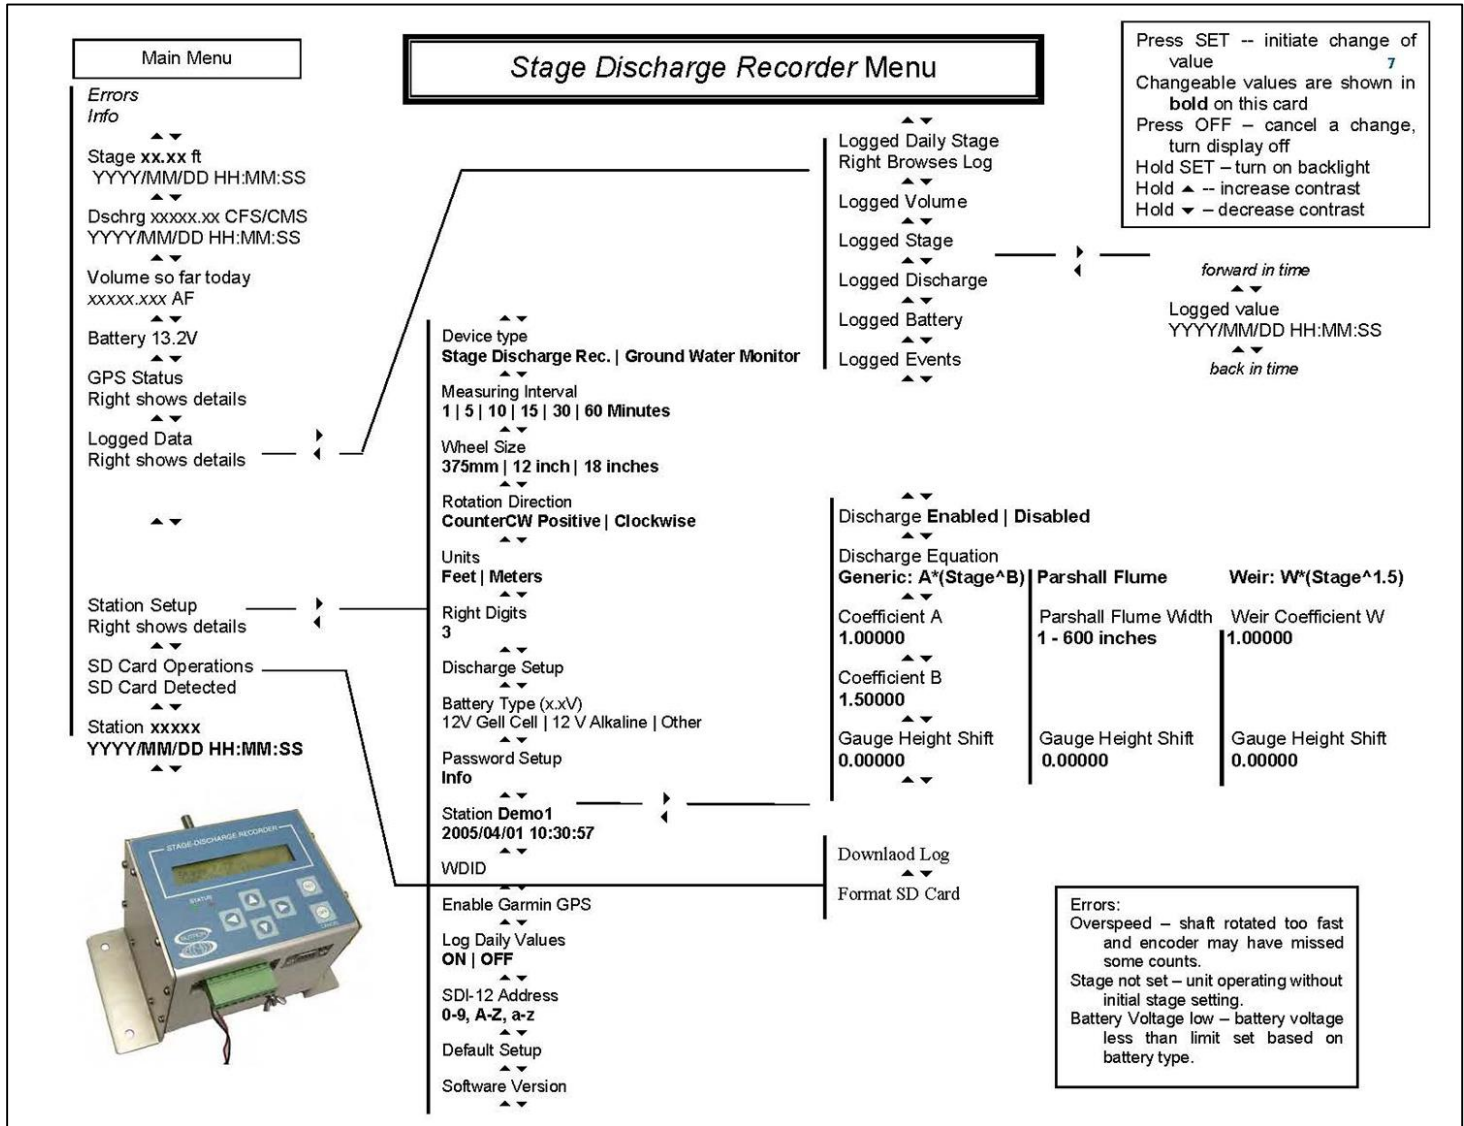 Main Menu
Stage Discharge Recorder Menu
Press SET -- initiate change of
value 7
Changeable values are shown in
bold on this card
Press OFF – cancel a change,
turn display off
Hold SET – turn on backlight
Hold ▲ -- increase contrast
Hold ▼ – decrease contrast
Errors
Info
▲ ▼
Stage xx.xx ft
YYYY/MM/DD HH:MM:SS
▲ ▼
Dschrg xxxxx.xx CFS/CMS
YYYY/MM/DD HH:MM:SS
▲ ▼
Volume so far today
xxxxx.xxx AF
▲ ▼
Battery 13.2V
▲ ▼
GPS Status
Right shows details
▲ ▼
Logged Data
Right shows details
▲ ▼
Station Setup
Right shows details
▲ ▼
SD Card Operations
SD Card Detected
▲ ▼
Station xxxxx
YYYY/MM/DD HH:MM:SS
▲ ▼
▲ ▼
Logged Daily Stage
Right Browses Log
▲ ▼
Logged Volume
▲ ▼
Logged Stage
▲ ▼
Logged Discharge
▲ ▼
Logged Battery
▲ ▼
Logged Events
▲ ▼
forward in time
▲ ▼
Logged value
YYYY/MM/DD HH:MM:SS
▲ ▼
back in time
▲ ▼
Device type
Stage Discharge Rec. | Ground Water Monitor
▲ ▼
Measuring Interval
1 | 5 | 10 | 15 | 30 | 60 Minutes
▲ ▼
Wheel Size
375mm | 12 inch | 18 inches
▲ ▼
Rotation Direction
CounterCW Positive | Clockwise
▲ ▼
Units
Feet | Meters
▲ ▼
Right Digits
3
▲ ▼
Discharge Setup
▲ ▼
Battery Type (x.xV)
12V Gell Cell | 12 V Alkaline | Other
▲ ▼
Password Setup
Info
▲ ▼
Station Demo1
2005/04/01 10:30:57
▲ ▼
WDID
▲ ▼
Enable Garmin GPS
▲ ▼
Log Daily Values
ON | OFF
▲ ▼
SDI-12 Address
0-9, A-Z, a-z
▲ ▼
Default Setup
▲ ▼
Software Version
▲ ▼
▲ ▼
Discharge Enabled | Disabled
▲ ▼
Discharge Equation
Generic: A*(Stage^B) | Parshall Flume Weir: W*(Stage^1.5)
▲ ▼
Coefficient A Parshall Flume Width Weir Coefficient W
1.00000 1 - 600 inches 1.00000
▲ ▼
Coefficient B
1.50000
▲ ▼
Gauge Height Shift Gauge Height Shift Gauge Height Shift
0.00000 0.00000 0.00000
▲ ▼
Downlaod Log
▲ ▼
Format SD Card
Errors:
Overspeed – shaft rotated too fast
and encoder may have missed
some counts.
Stage not set – unit operating without
initial stage setting.
Battery Voltage low – battery voltage
less than limit set based on
battery type.
STAGE-DISCHARGE RECORDER
STATUS
SUTRON